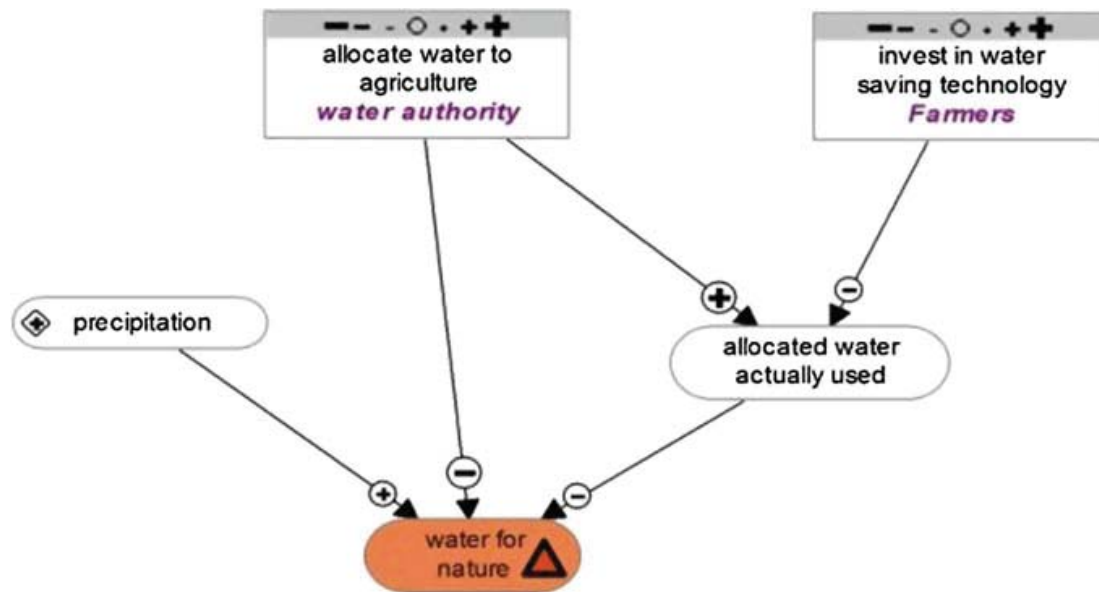 allocate water to
agriculture
water authority
invest in water
saving technology
Farmers
precipitation
allocated water
actually used
water for
nature